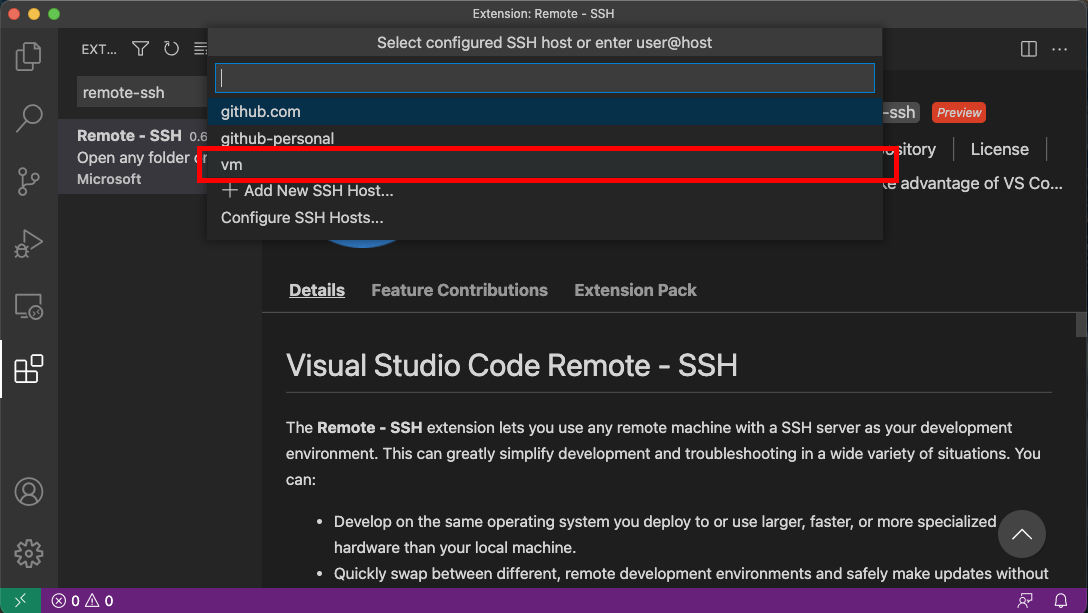 Extension: Remote - SSH
EXT...
Select configured SSH host or enter user@host
remote-ssh
github.com
github-personal
vm
Add New SSH Host...
Configure SSH Hosts...
Remote - SSH 0.6
Open any folder
Microsoft
-ssh Preview
License
advantage of VS Co...
Details Feature Contributions Extension Pack
Visual Studio Code Remote - SSH
The Remote - SSH extension lets you use any remote machine with a SSH server as your development
environment. This can greatly simplify development and troubleshooting in a wide variety of situations. You
can:
• Develop on the same operating system you deploy to or use larger, faster, or more specialized
hardware than your local machine.
• Quickly swap between different, remote development environments and safely make updates without
0 0